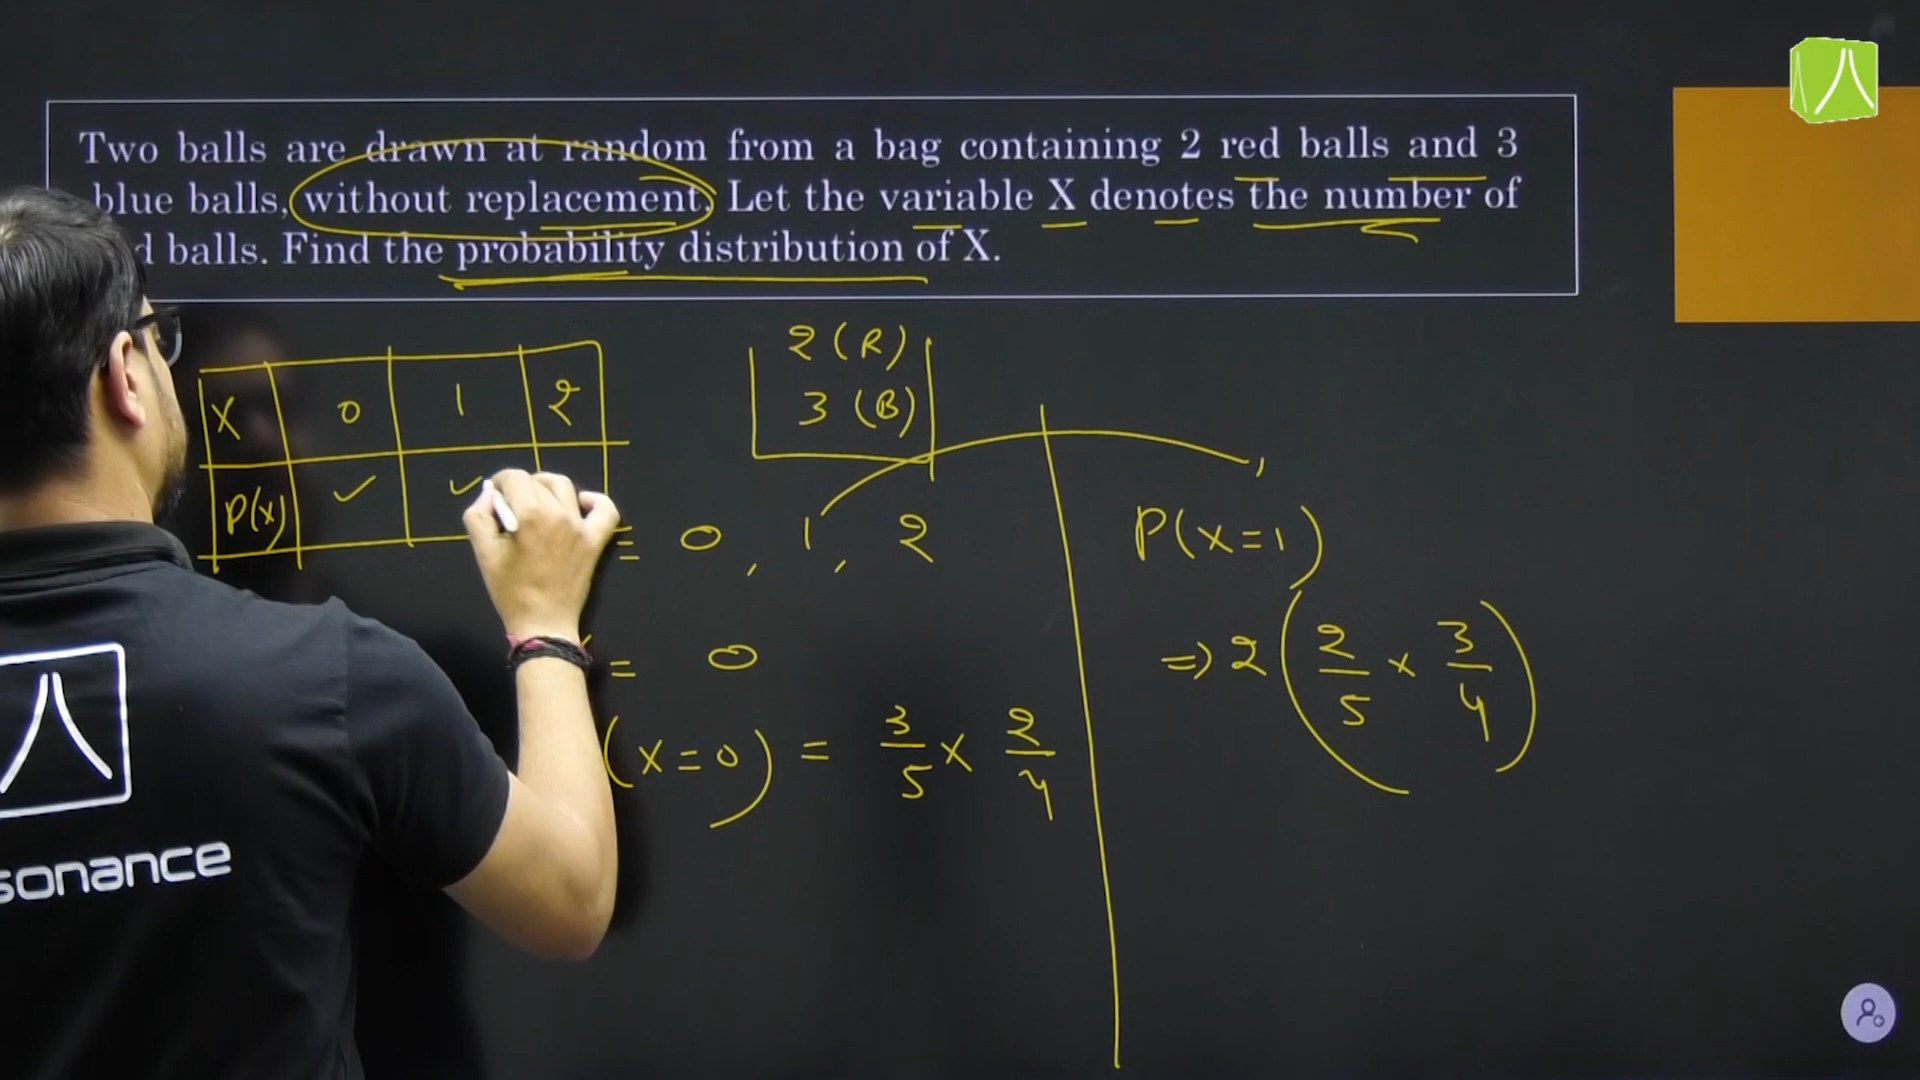 Two balls are drawn at random from a bag containing 2 red balls and 3
blue balls, without replacement. Let the variable X denotes the number of
d balls. Find the probability distribution of X.
2 (R)
3 (B)
X 0 1 2
P(x) ✓ ✓
= 0, 1, 2
P(x=1)
= 0
⇒ 2 (2/5 × 3/4)
(x=0) = 3/5 × 2/4
sonance